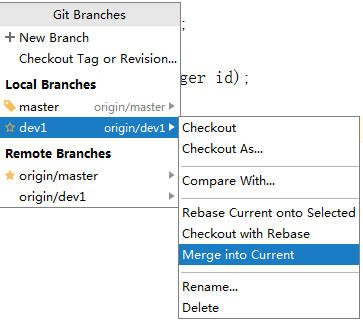 Git Branches
;
+ New Branch
Checkout Tag or Revision...
ger id);
Local Branches
master origin/master
dev1 origin/dev1
Remote Branches
origin/master
origin/dev1
Checkout
Checkout As...
Compare With...
Rebase Current onto Selected
Checkout with Rebase
Merge into Current
Rename...
Delete